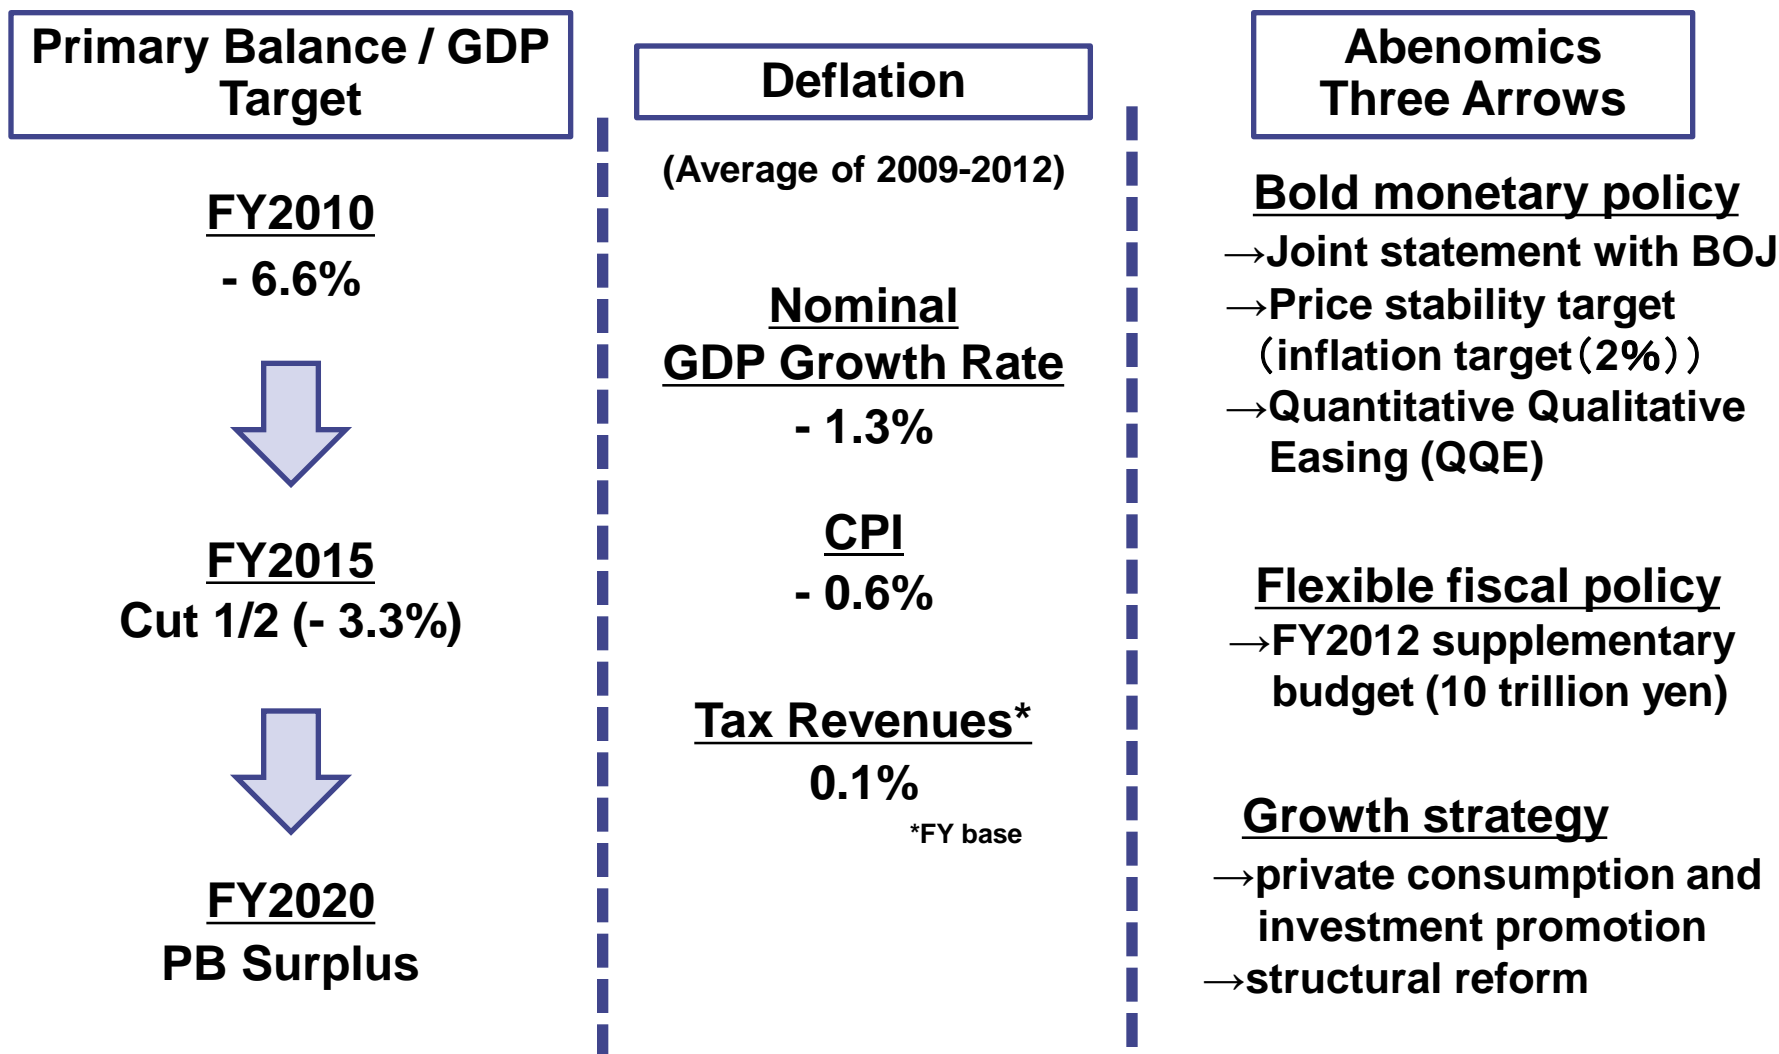 Primary Balance / GDP
Target
FY2010
- 6.6%
FY2015
Cut 1/2 (- 3.3%)
FY2020
PB Surplus
Deflation
(Average of 2009-2012)
Nominal
GDP Growth Rate
- 1.3%
CPI
- 0.6%
Tax Revenues*
0.1%
*FY base
Abenomics
Three Arrows
Bold monetary policy
→Joint statement with BOJ
→Price stability target
（inflation target（2%））
→Quantitative Qualitative
Easing (QQE)
Flexible fiscal policy
→FY2012 supplementary
budget (10 trillion yen)
Growth strategy
→private consumption and
investment promotion
→structural reform